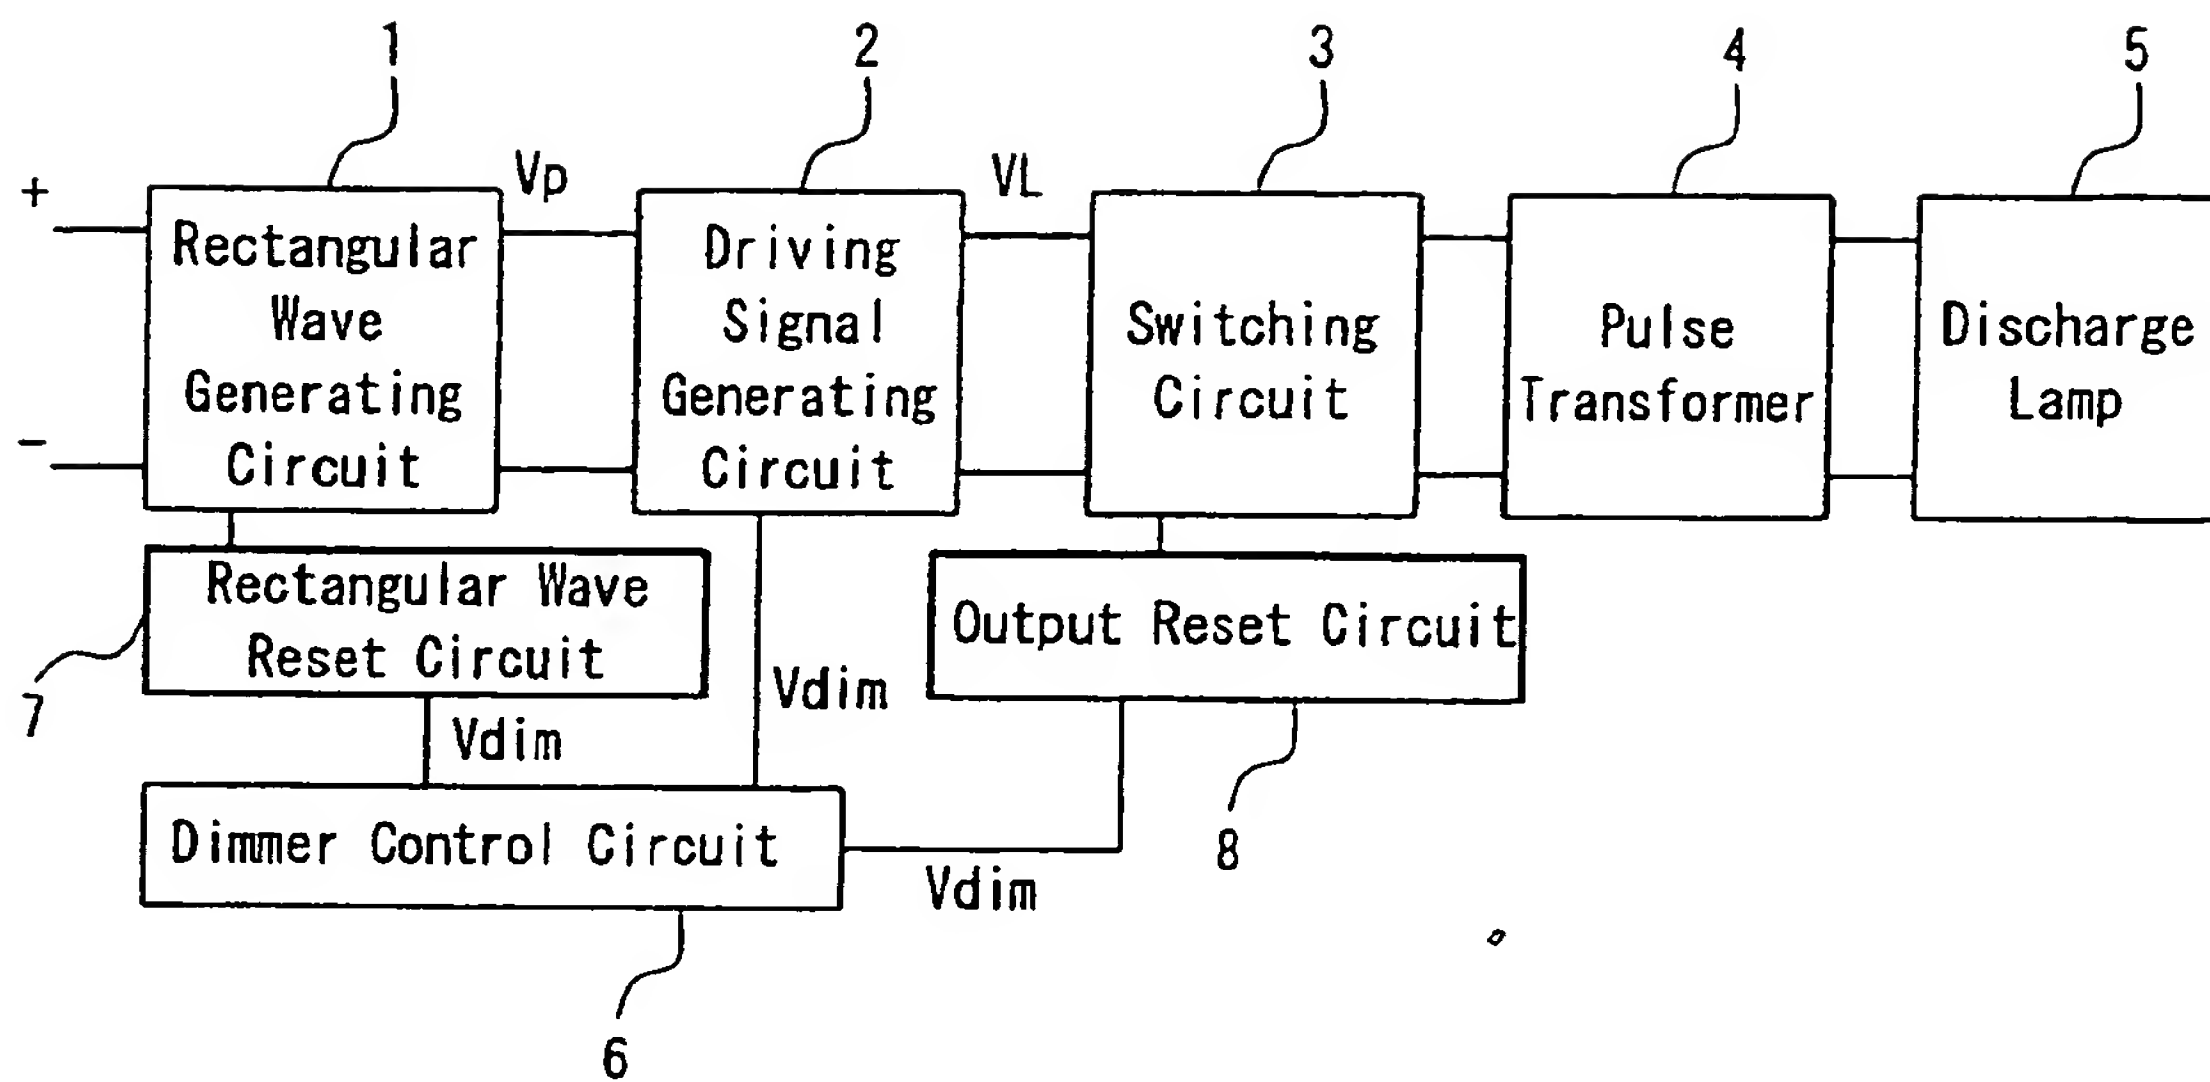 1
2
3
4
5
+
Vp
VL
Rectangular
Wave
Generating
Circuit
Driving
Signal
Generating
Circuit
Switching
Circuit
Pulse
Transformer
Discharge
Lamp
-
Rectangular Wave
Reset Circuit
Output Reset Circuit
7
Vdim
Vdim
Dimmer Control Circuit
Vdim
8
6